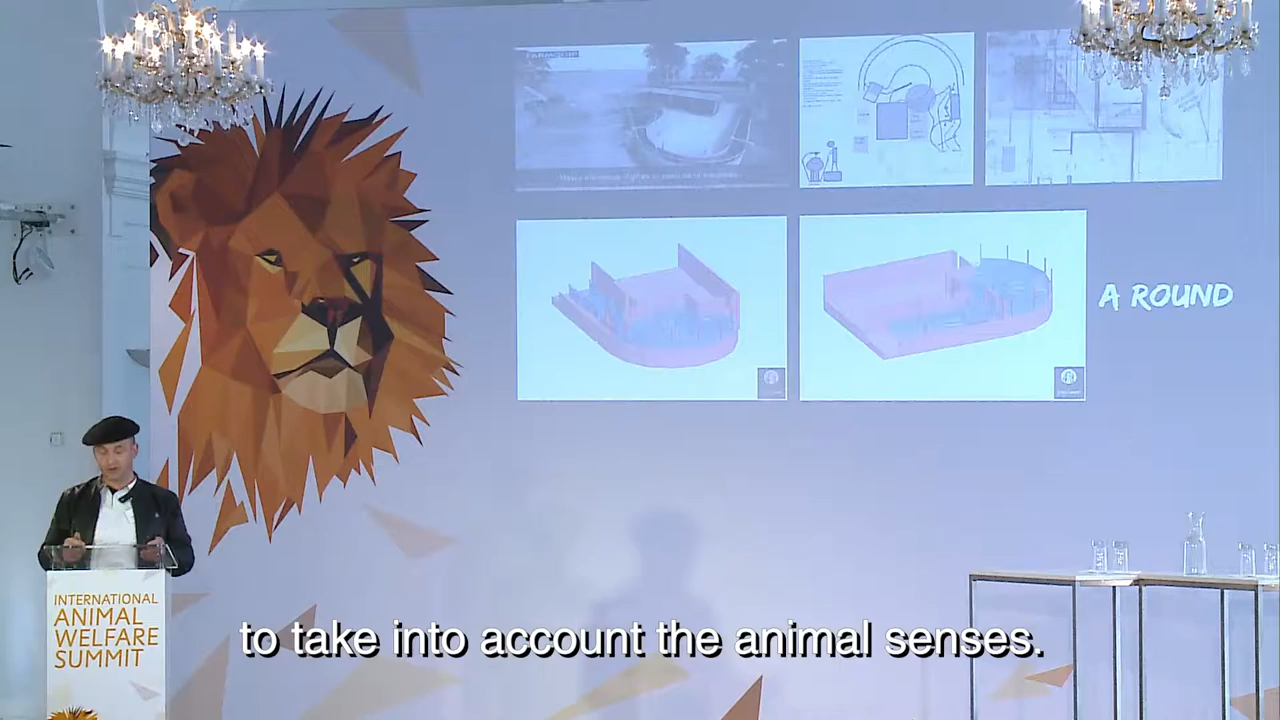 A ROUND
INTERNATIONAL
ANIMAL
WELFARE
SUMMIT
to take into account the animal senses.